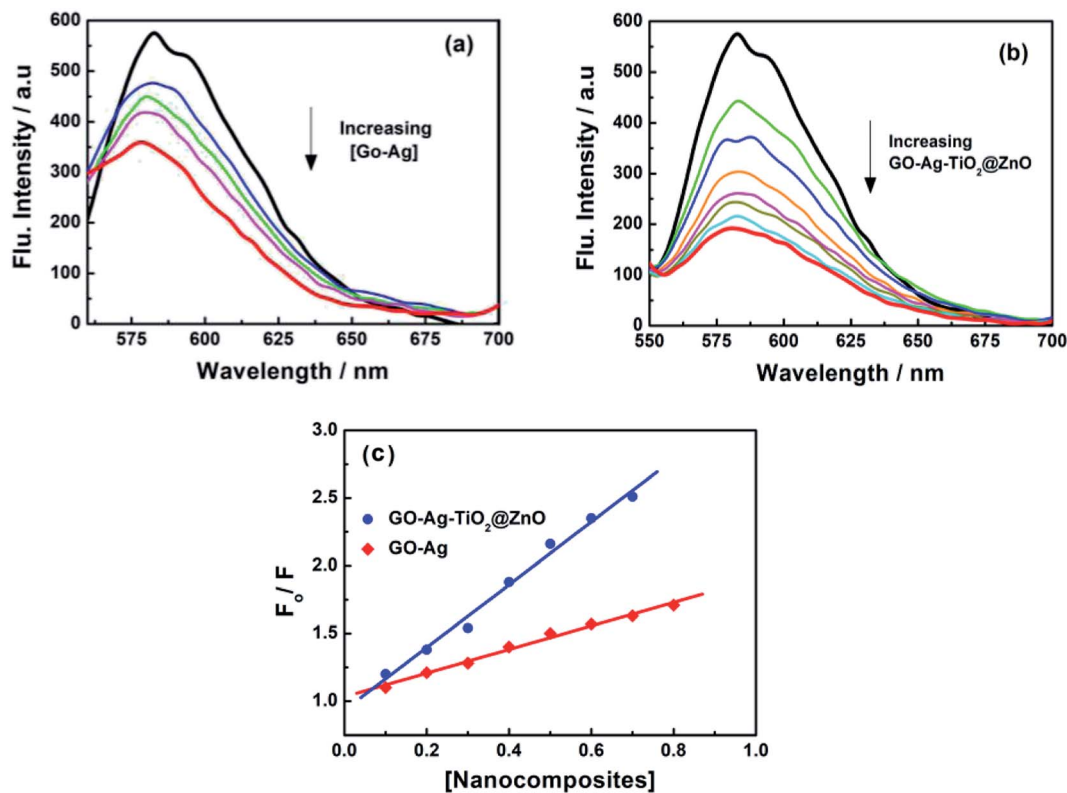 (a)
600
500
400
300
200
100
0
Flu. Intensity / a.u
Increasing
[Go-Ag]
575 600 625 650 675 700
Wavelength / nm
(b)
600
500
400
300
200
100
0
Flu. Intensity / a.u
Increasing
GO-Ag-TiO₂@ZnO
550 575 600 625 650 675 700
Wavelength / nm
(c)
3.0
2.5
2.0
1.5
1.0
Fₒ/ F
GO-Ag-TiO₂@ZnO
GO-Ag
0.0 0.2 0.4 0.6 0.8 1.0
[Nanocomposites]